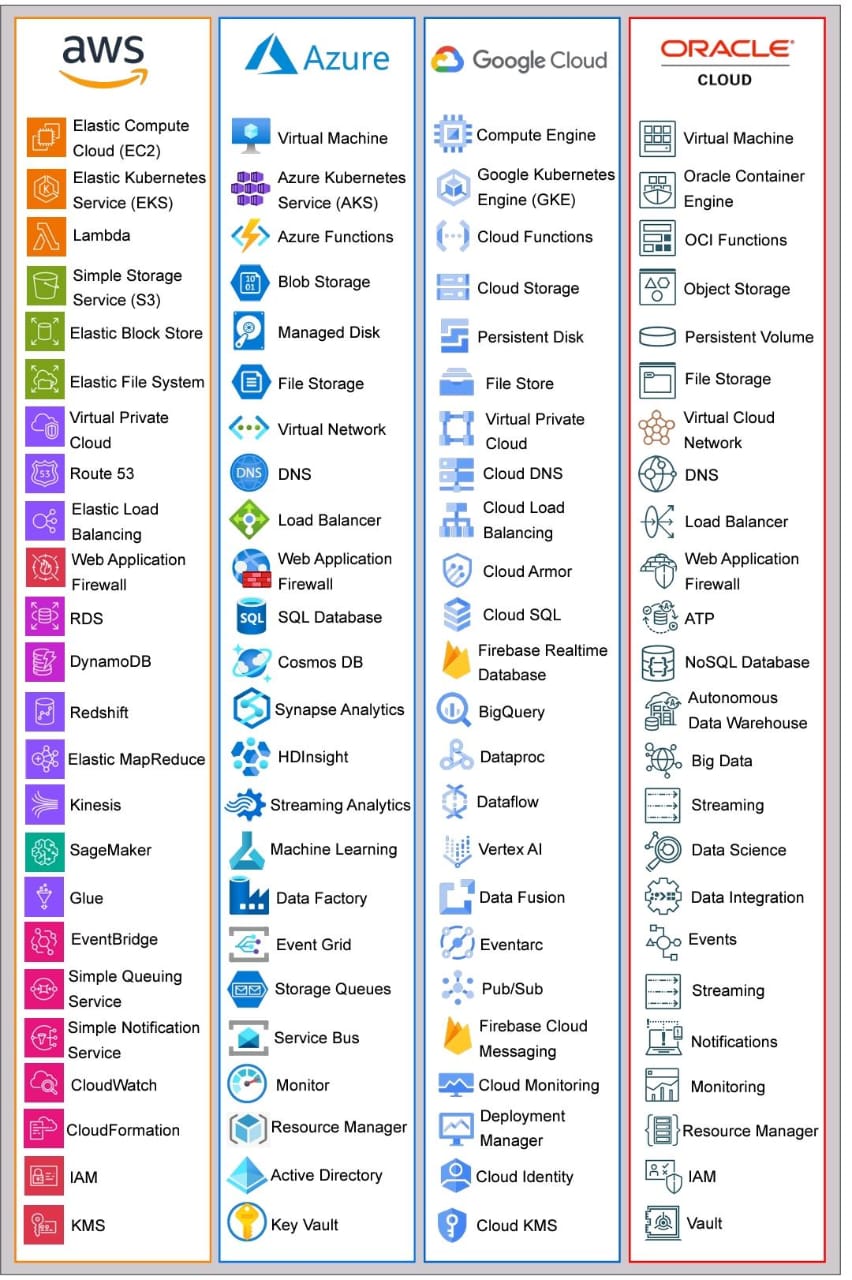 aws
Elastic Compute
Cloud (EC2)
Elastic Kubernetes
Service (EKS)
Lambda
Simple Storage
Service (S3)
Elastic Block Store
Elastic File System
Virtual Private
Cloud
53
Route 53
Elastic Load
Balancing
Web Application
Firewall
RDS
DynamoDB
Redshift
Elastic MapReduce
Kinesis
SageMaker
Glue
EventBridge
Simple Queuing
Service
Simple Notification
Service
CloudWatch
CloudFormation
IAM
KMS
Azure
Virtual Machine
Azure Kubernetes
Service (AKS)
Azure Functions
10
01
Blob Storage
Managed Disk
File Storage
Virtual Network
DNS
DNS
Load Balancer
Web Application
Firewall
SQL
SQL Database
Cosmos DB
Synapse Analytics
HDInsight
Streaming Analytics
Machine Learning
Data Factory
Event Grid
Storage Queues
Service Bus
Monitor
Resource Manager
Active Directory
Key Vault
Google Cloud
Compute Engine
Google Kubernetes
Engine (GKE)
Cloud Functions
Cloud Storage
Persistent Disk
File Store
Virtual Private
Cloud
Cloud DNS
Cloud Load
Balancing
Cloud Armor
Cloud SQL
Firebase Realtime
Database
BigQuery
Dataproc
Dataflow
Vertex AI
Data Fusion
Eventarc
Pub/Sub
Firebase Cloud
Messaging
Cloud Monitoring
Deployment
Manager
Cloud Identity
Cloud KMS
ORACLE
CLOUD
Virtual Machine
Oracle Container
Engine
OCI Functions
Object Storage
Persistent Volume
File Storage
Virtual Cloud
Network
DNS
Load Balancer
Web Application
Firewall
ATP
NoSQL Database
Autonomous
Data Warehouse
Big Data
Streaming
Data Science
Data Integration
Events
Streaming
Notifications
Monitoring
Resource Manager
IAM
Vault